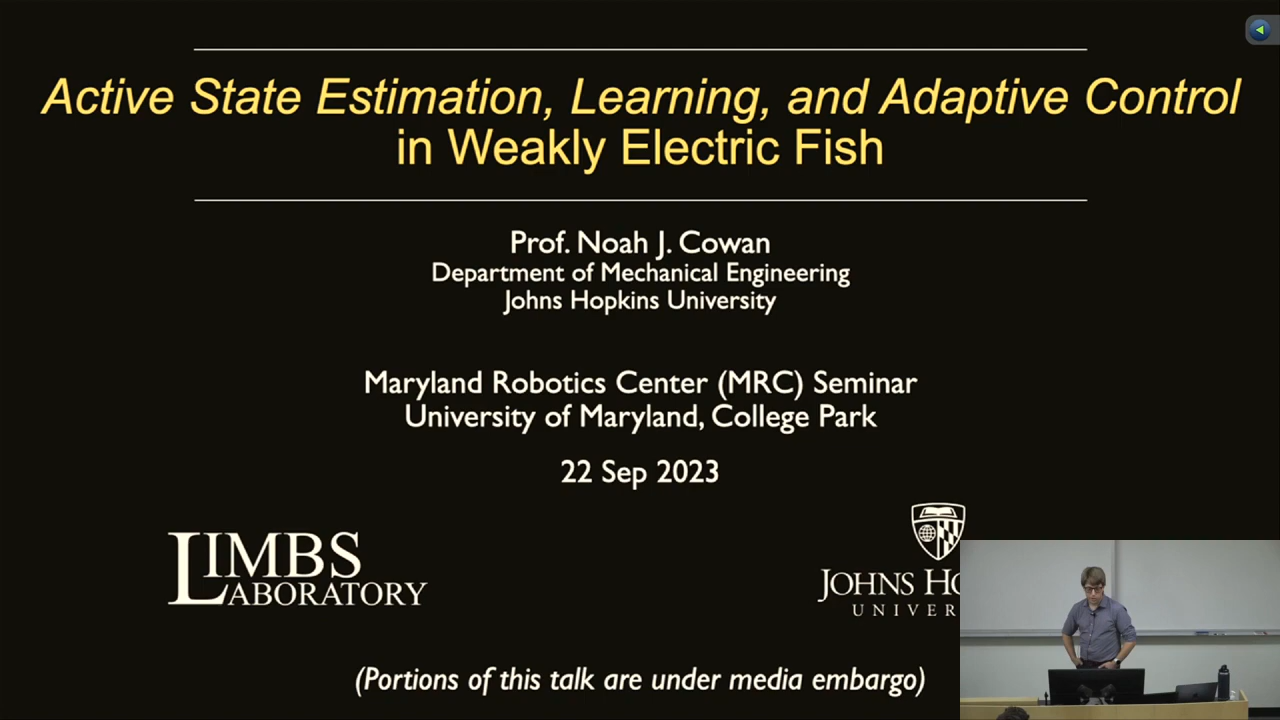 Active State Estimation, Learning, and Adaptive Control
in Weakly Electric Fish
Prof. Noah J. Cowan
Department of Mechanical Engineering
Johns Hopkins University
Maryland Robotics Center (MRC) Seminar
University of Maryland, College Park
22 Sep 2023
LIMBS
LABORATORY
JOHNS
UNIVER
(Portions of this talk are under media embargo)